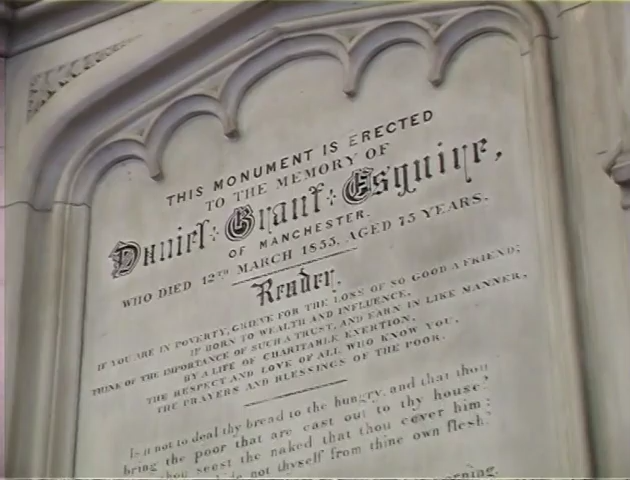 THIS MONUMENT IS ERECTED
TO THE MEMORY OF
Daniel: Grant: Esquire,
OF MANCHESTER.
WHO DIED 12TH MARCH 1855, AGED 75 YEARS.
Reader,
IF YOU ARE IN POVERTY, GRIEVE FOR THE LOSS OF SO GOOD A FRIEND;
IF BORN TO WEALTH AND INFLUENCE,
THINK OF THE IMPORTANCE OF SUCH A TRUST, AND EARN IN LIKE MANNER,
BY A LIFE OF CHARITABLE EXERTION,
THE RESPECT AND LOVE OF ALL WHO KNOW YOU,
THE PRAYERS AND BLESSINGS OF THE POOR.
Is it not to deal thy bread to the hungry, and that thou
bring the poor that are cast out to thy house?
thou seest the naked that thou cover him;
not thyself from thine own flesh?